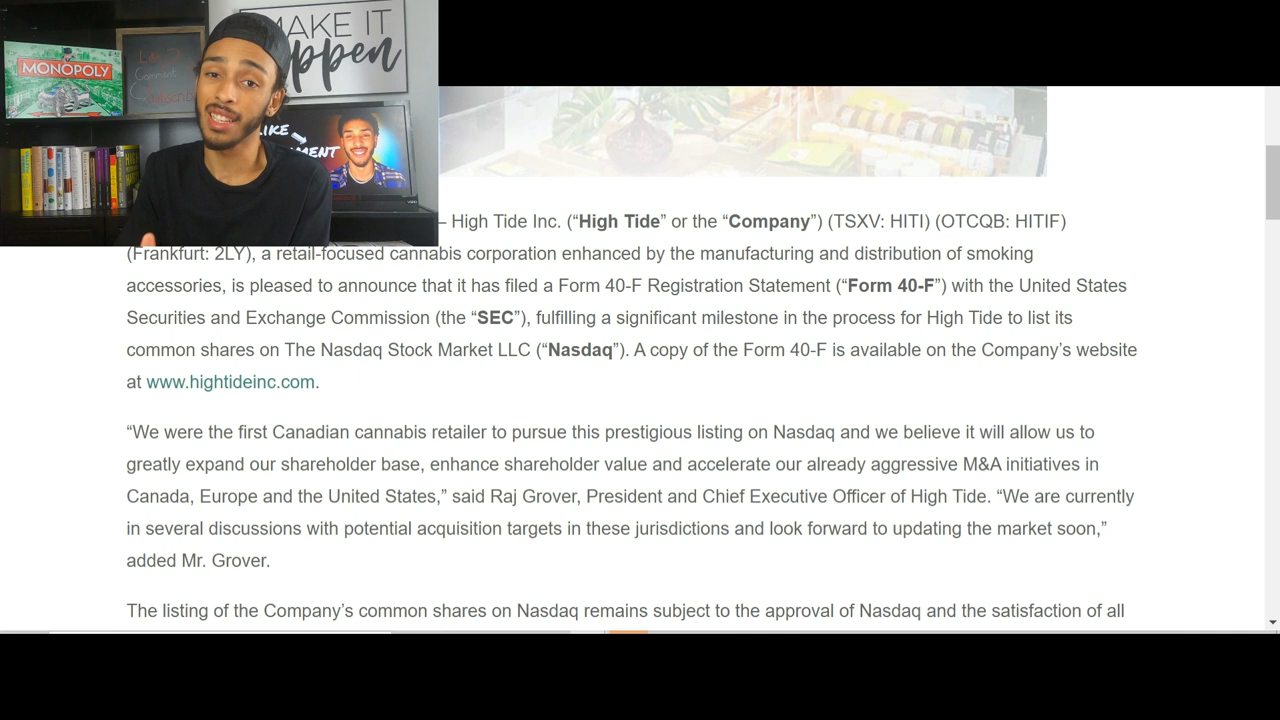 MAKE IT
happen
MONOPOLY
Like ?
Comment
Subscribe
LIKE
– High Tide Inc. (“High Tide” or the “Company”) (TSXV: HITI) (OTCQB: HITIF)
(Frankfurt: 2LY), a retail-focused cannabis corporation enhanced by the manufacturing and distribution of smoking
accessories, is pleased to announce that it has filed a Form 40-F Registration Statement (“Form 40-F”) with the United States
Securities and Exchange Commission (the “SEC”), fulfilling a significant milestone in the process for High Tide to list its
common shares on The Nasdaq Stock Market LLC (“Nasdaq”). A copy of the Form 40-F is available on the Company’s website
at www.hightideinc.com.
“We were the first Canadian cannabis retailer to pursue this prestigious listing on Nasdaq and we believe it will allow us to
greatly expand our shareholder base, enhance shareholder value and accelerate our already aggressive M&A initiatives in
Canada, Europe and the United States,” said Raj Grover, President and Chief Executive Officer of High Tide. “We are currently
in several discussions with potential acquisition targets in these jurisdictions and look forward to updating the market soon,”
added Mr. Grover.
The listing of the Company’s common shares on Nasdaq remains subject to the approval of Nasdaq and the satisfaction of all